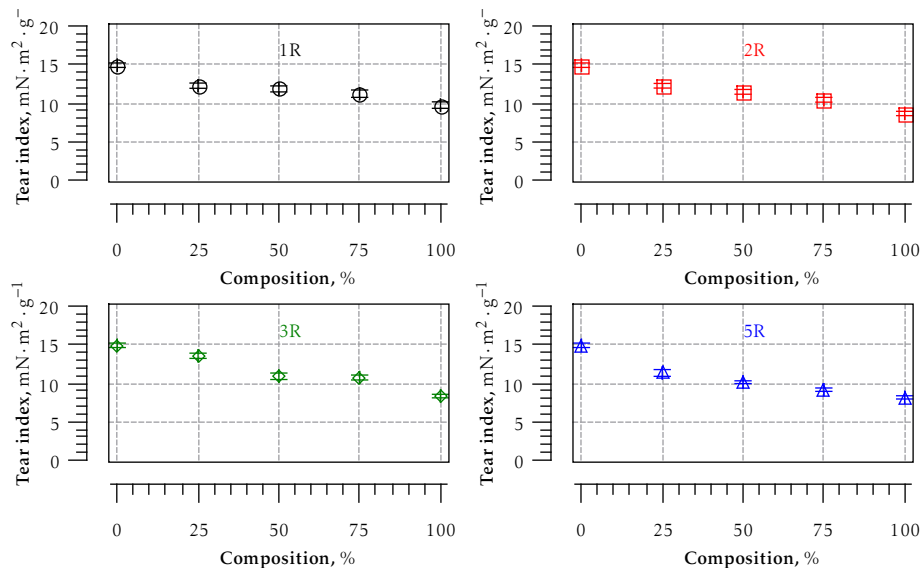 20
15
10
5
0
Tear index, mN· m² · g⁻
1R
0 25 50 75 100
Composition, %
20
15
10
5
0
Tear index, mN· m² · g⁻
2R
0 25 50 75 100
Composition, %
20
15
10
5
0
Tear index, mN· m² · g⁻¹
3R
0 25 50 75 100
Composition, %
20
15
10
5
0
Tear index, mN· m² · g⁻¹
5R
0 25 50 75 100
Composition, %